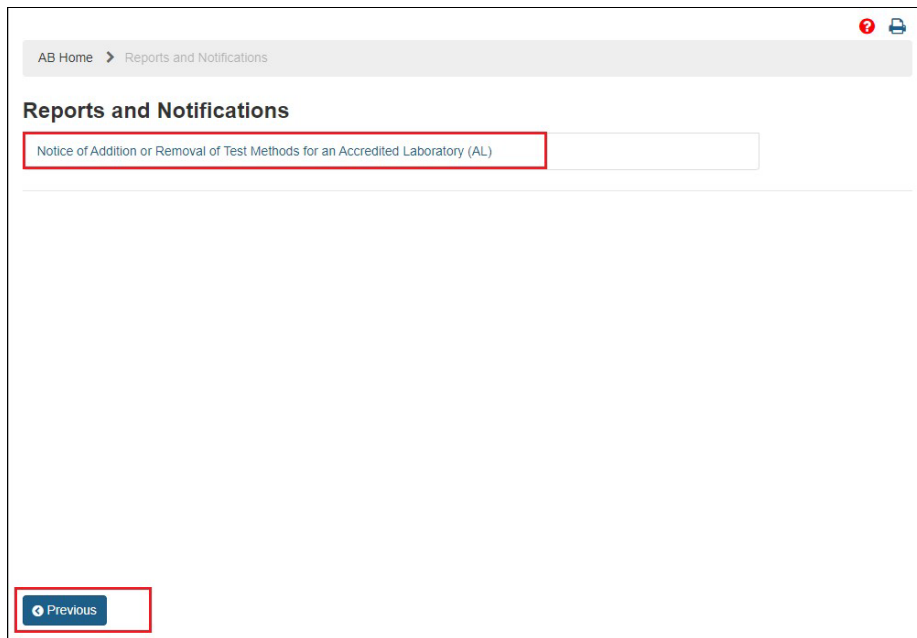 AB Home > Reports and Notifications
Reports and Notifications
Notice of Addition or Removal of Test Methods for an Accredited Laboratory (AL)
Previous